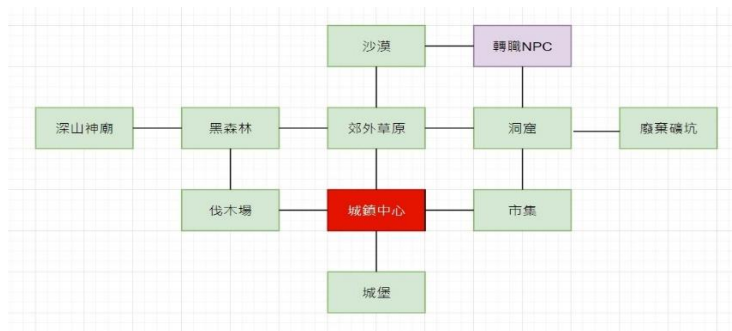 沙漠
轉職NPC
深山神廟
黑森林
郊外草原
洞窟
廢棄礦坑
伐木場
城鎮中心
市集
城堡